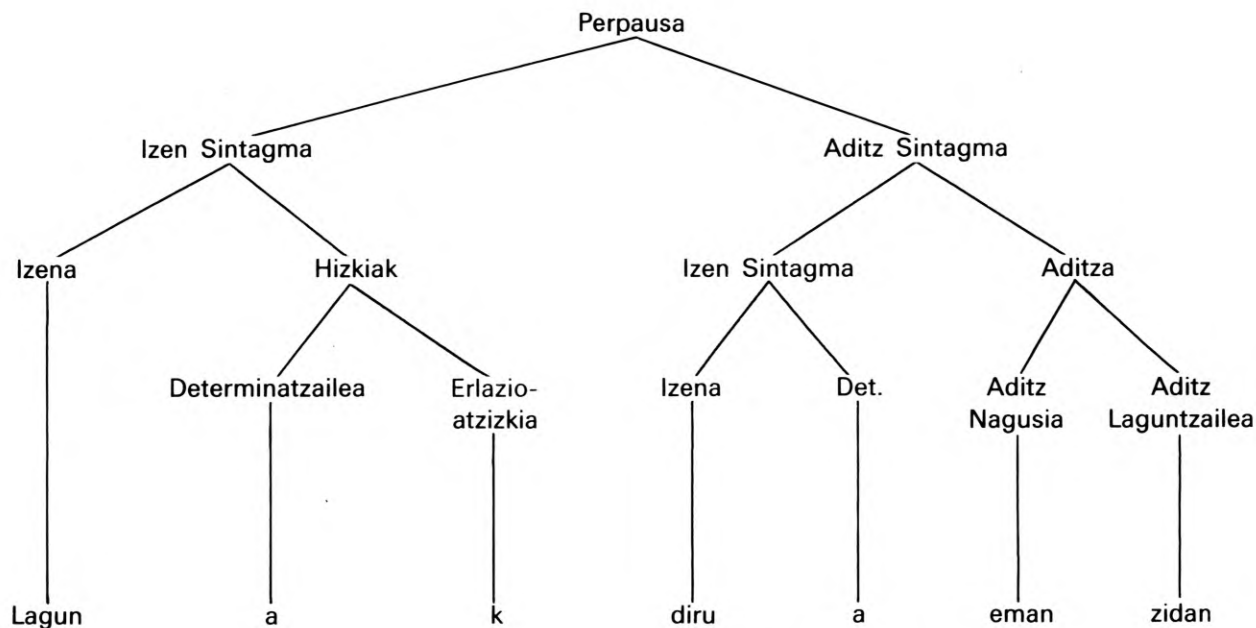 Perpausa
Izen Sintagma Aditz Sintagma
Izena Hizkiak Izen Sintagma Aditza
Determinatzailea Erlazio- Izena Det. Aditz Aditz
atzizkia Nagusia Laguntzailea
Lagun a k diru a eman zidan